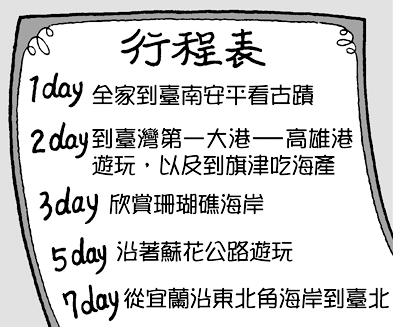 行程表
1day 全家到臺南安平看古蹟
2day 到臺灣第一大港──高雄港
遊玩，以及到旗津吃海產
3day 欣賞珊瑚礁海岸
5day 沿著蘇花公路遊玩
7day 從宜蘭沿東北角海岸到臺北